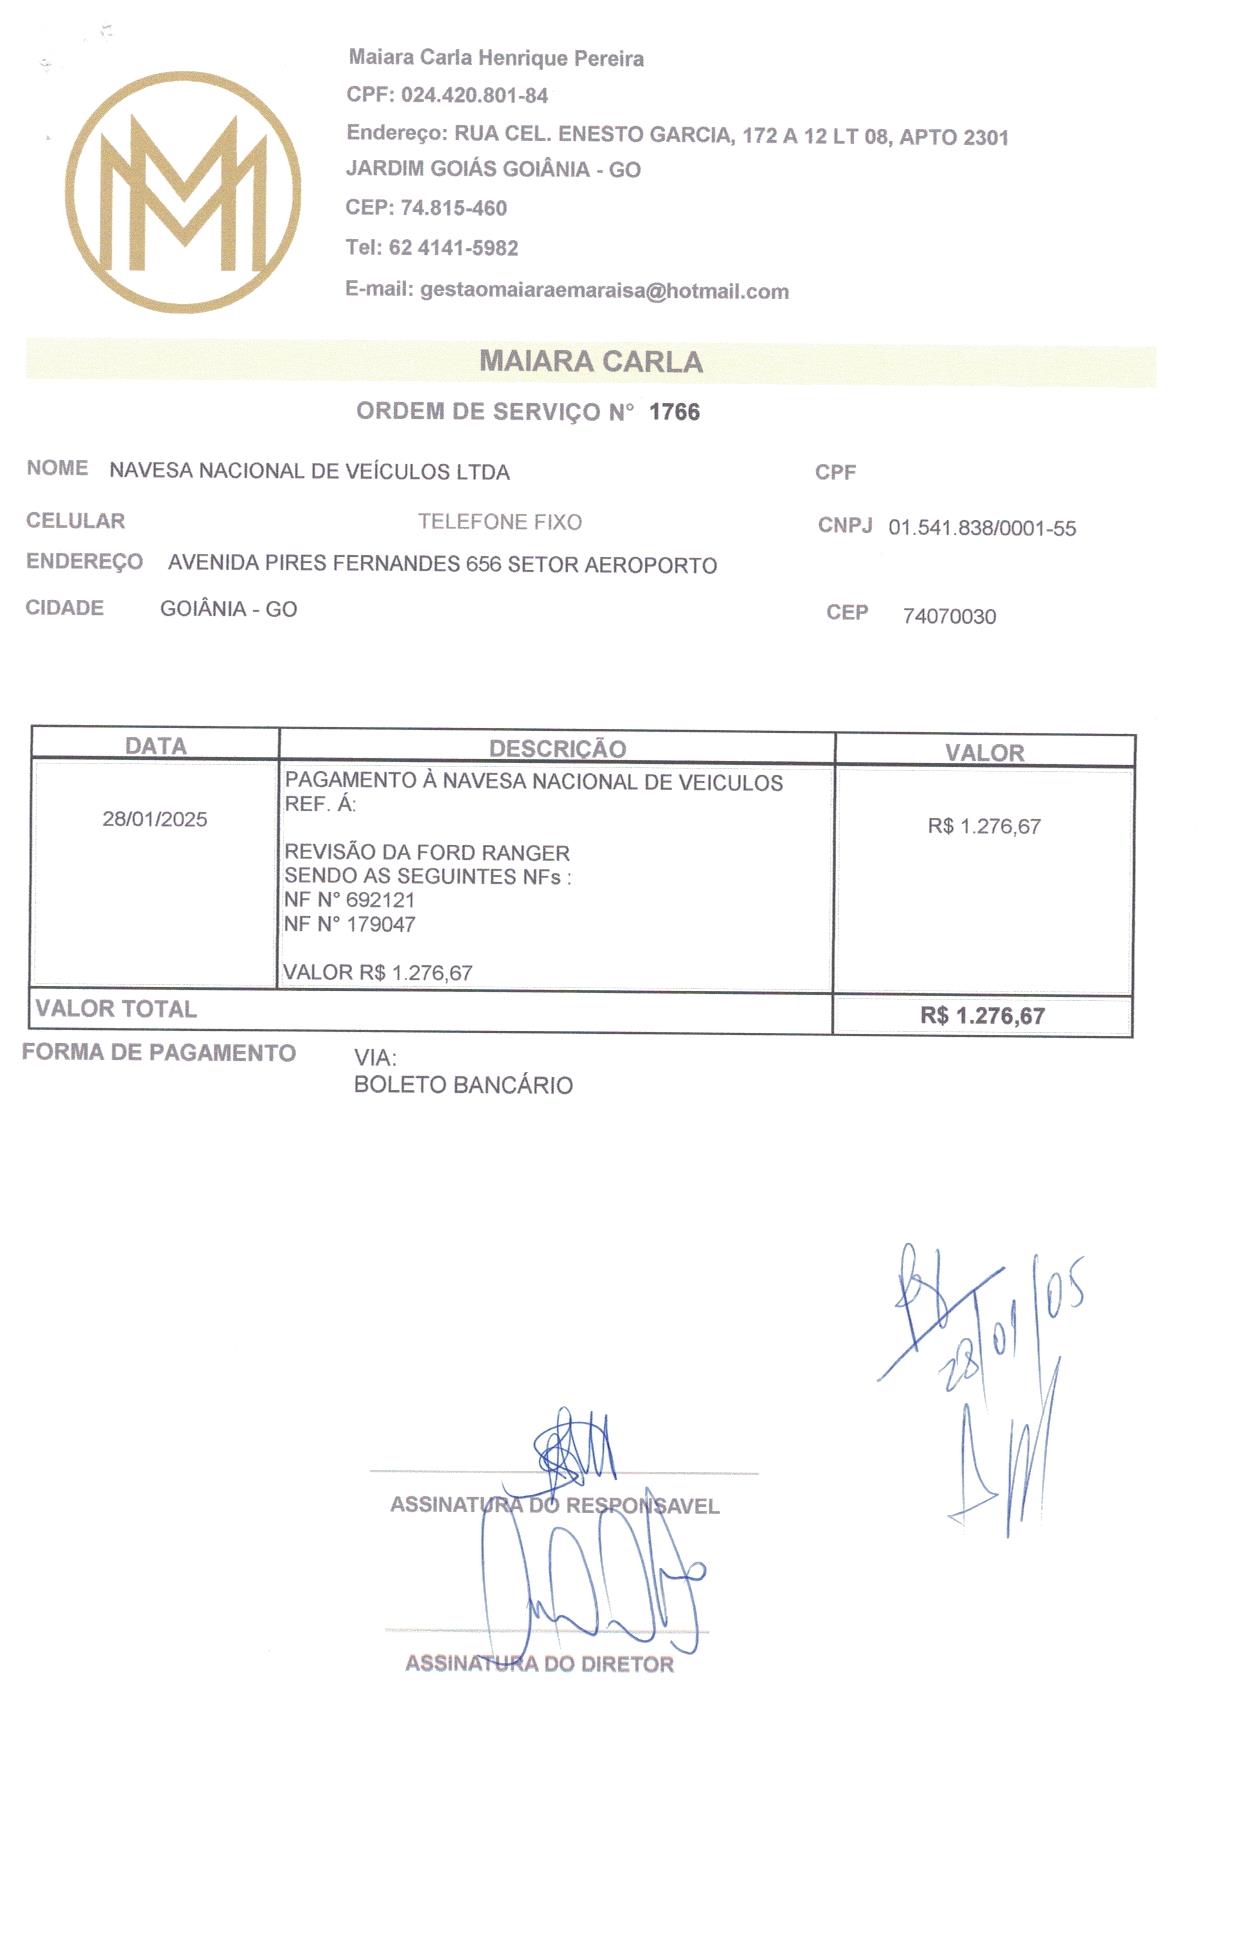 Maiara Carla Henrique Pereira
CPF: 024.420.801-84
Endereço: RUA CEL. ENESTO GARCIA, 172 A 12 LT 08, APTO 2301
JARDIM GOIÁS GOIÂNIA - GO
CEP: 74.815-460
Tel: 62 4141-5982
E-mail: gestaomaiaraemaraisa@hotmail.com
MAIARA CARLA
ORDEM DE SERVIÇO N° 1766
NOME NAVESA NACIONAL DE VEÍCULOS LTDA CPF
CELULAR TELEFONE FIXO CNPJ 01.541.838/0001-55
ENDEREÇO AVENIDA PIRES FERNANDES 656 SETOR AEROPORTO
CIDADE GOIÂNIA - GO CEP 74070030
DATA DESCRIÇÃO VALOR
PAGAMENTO À NAVESA NACIONAL DE VEICULOS
REF. Á:
28/01/2025 R$ 1.276,67
REVISÃO DA FORD RANGER
SENDO AS SEGUINTES NFs :
NF N° 692121
NF N° 179047
VALOR R$ 1.276,67
VALOR TOTAL R$ 1.276,67
FORMA DE PAGAMENTO VIA:
BOLETO BANCÁRIO
28/01/05
ASSINATURA DO RESPONSAVEL
ASSINATURA DO DIRETOR